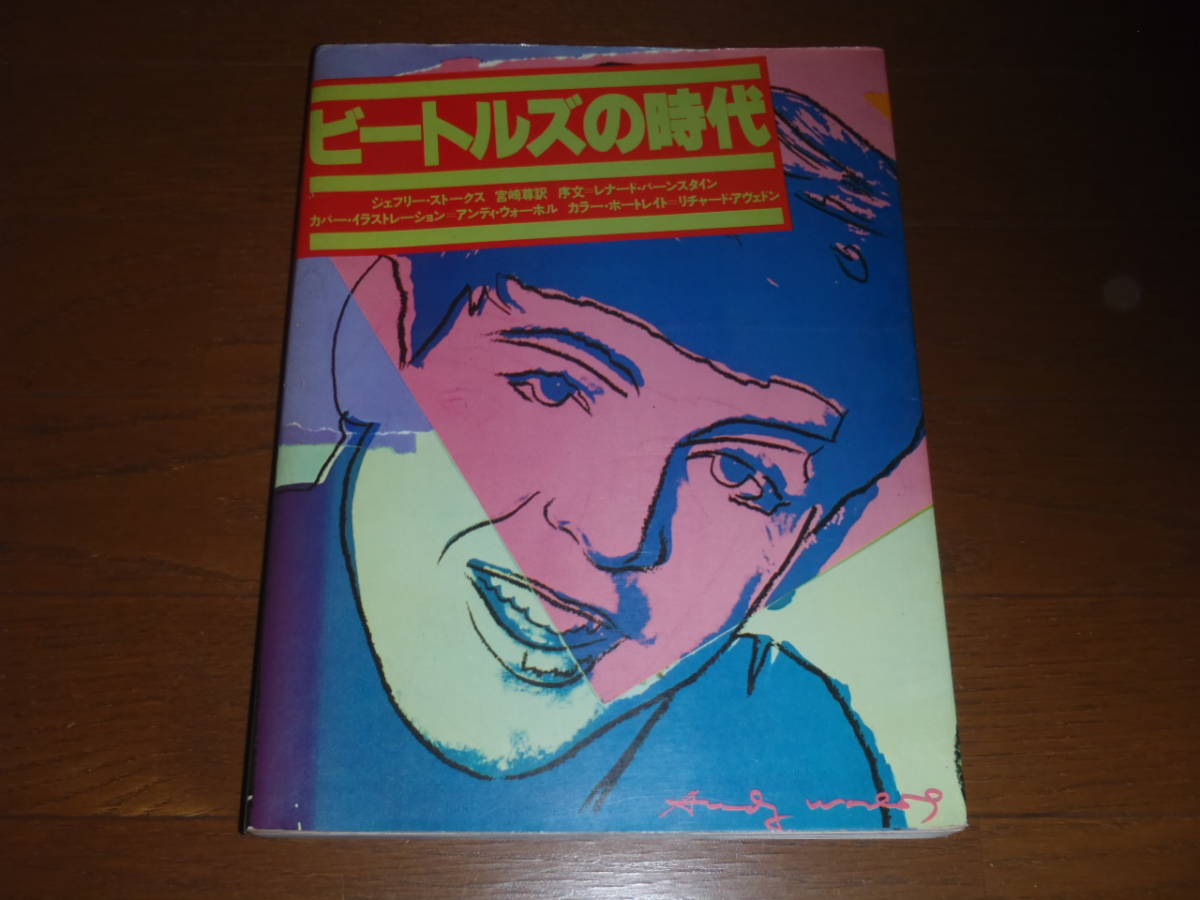 ビートルズの時代
ジェフリー・ストークス 宮崎尊訳 序文=レナード・バーンスタイン
カバー・イラストレーション=アンディ・ウォーホル カラー・ポートレイト=リチャード・アヴェドン
Andy Warhol